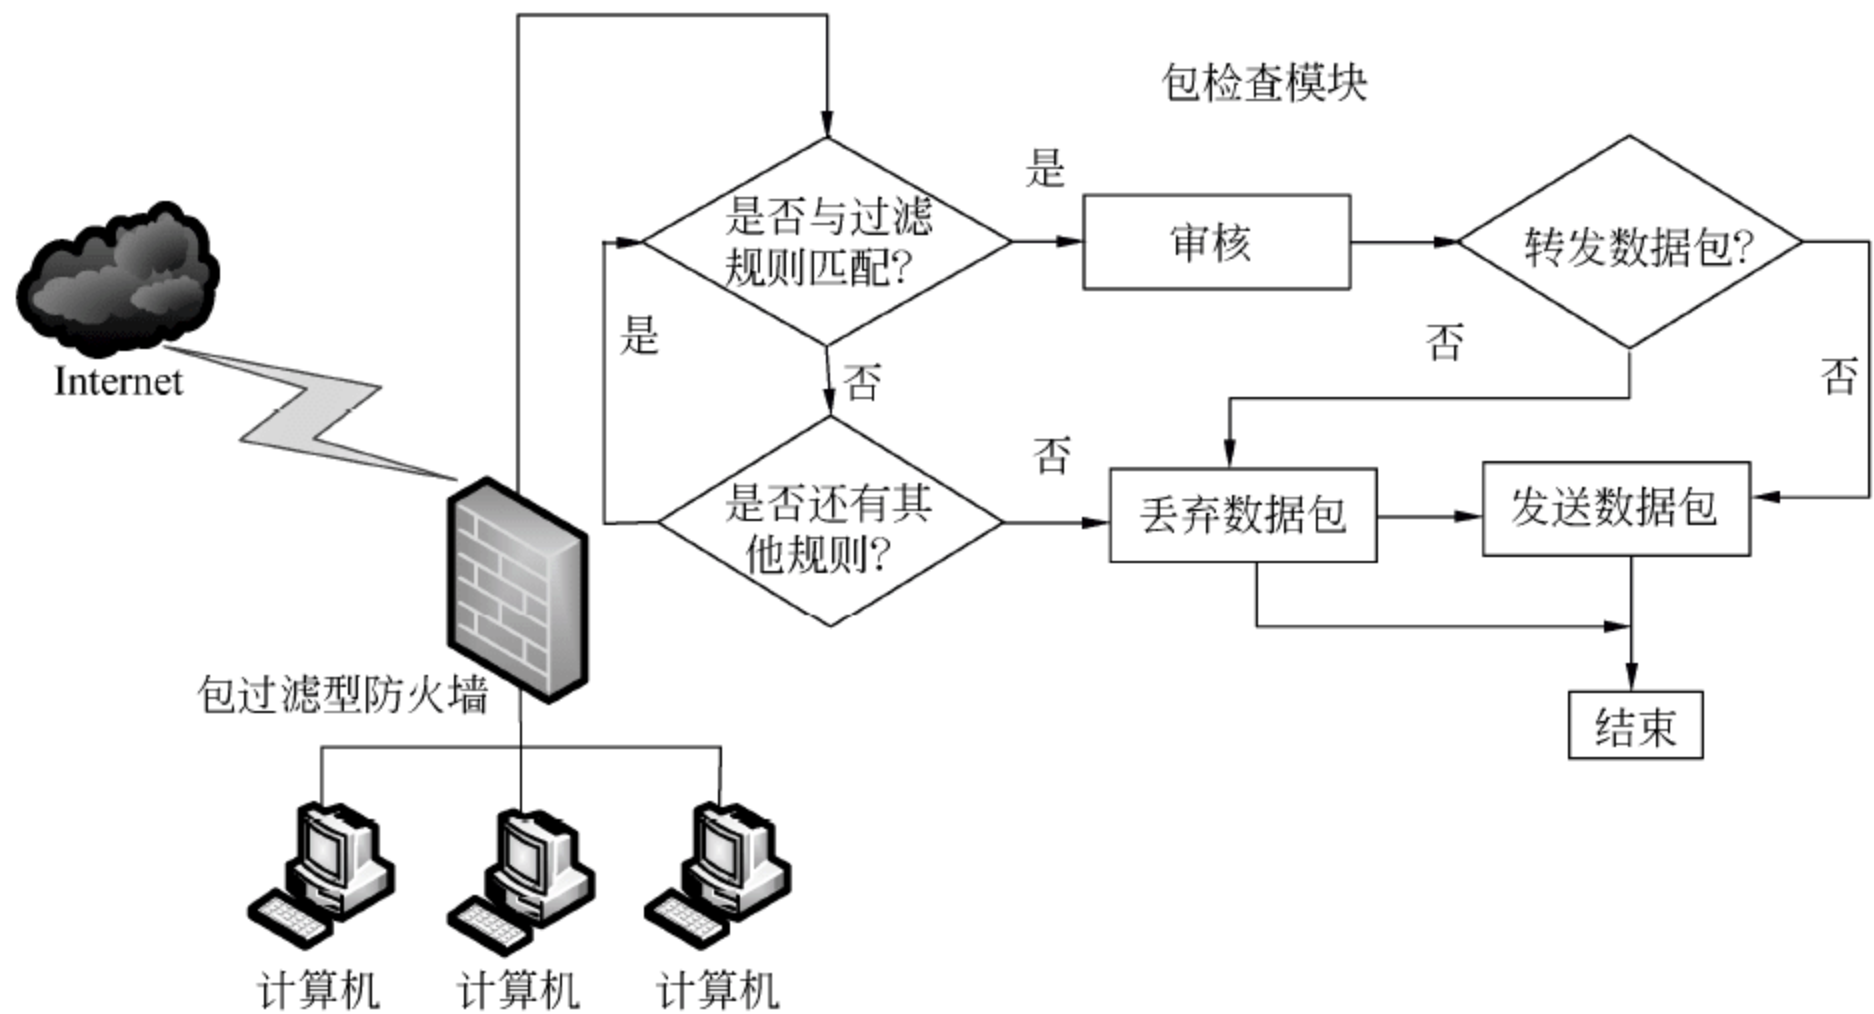 包检查模块
是
是否与过滤
规则匹配?
审核
转发数据包?
是
否
否
否
Internet
否
是否还有其
他规则?
丢弃数据包
发送数据包
包过滤型防火墙
结束
计算机
计算机
计算机